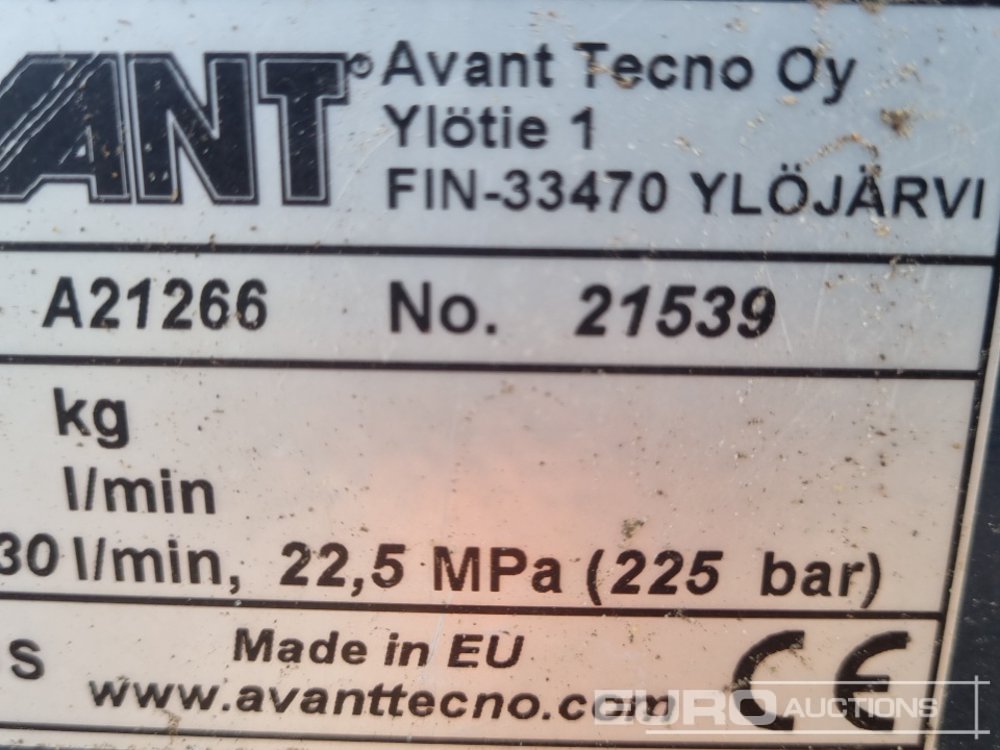 ANT® Avant Tecno Oy
Ylötie 1
FIN-33470 YLÖJÄRVI
A21266 No. 21539
kg
l/min
30 l/min, 22,5 MPa (225 bar)
S Made in EU
www.avanttecno.com CE
EURO AUCTIONS